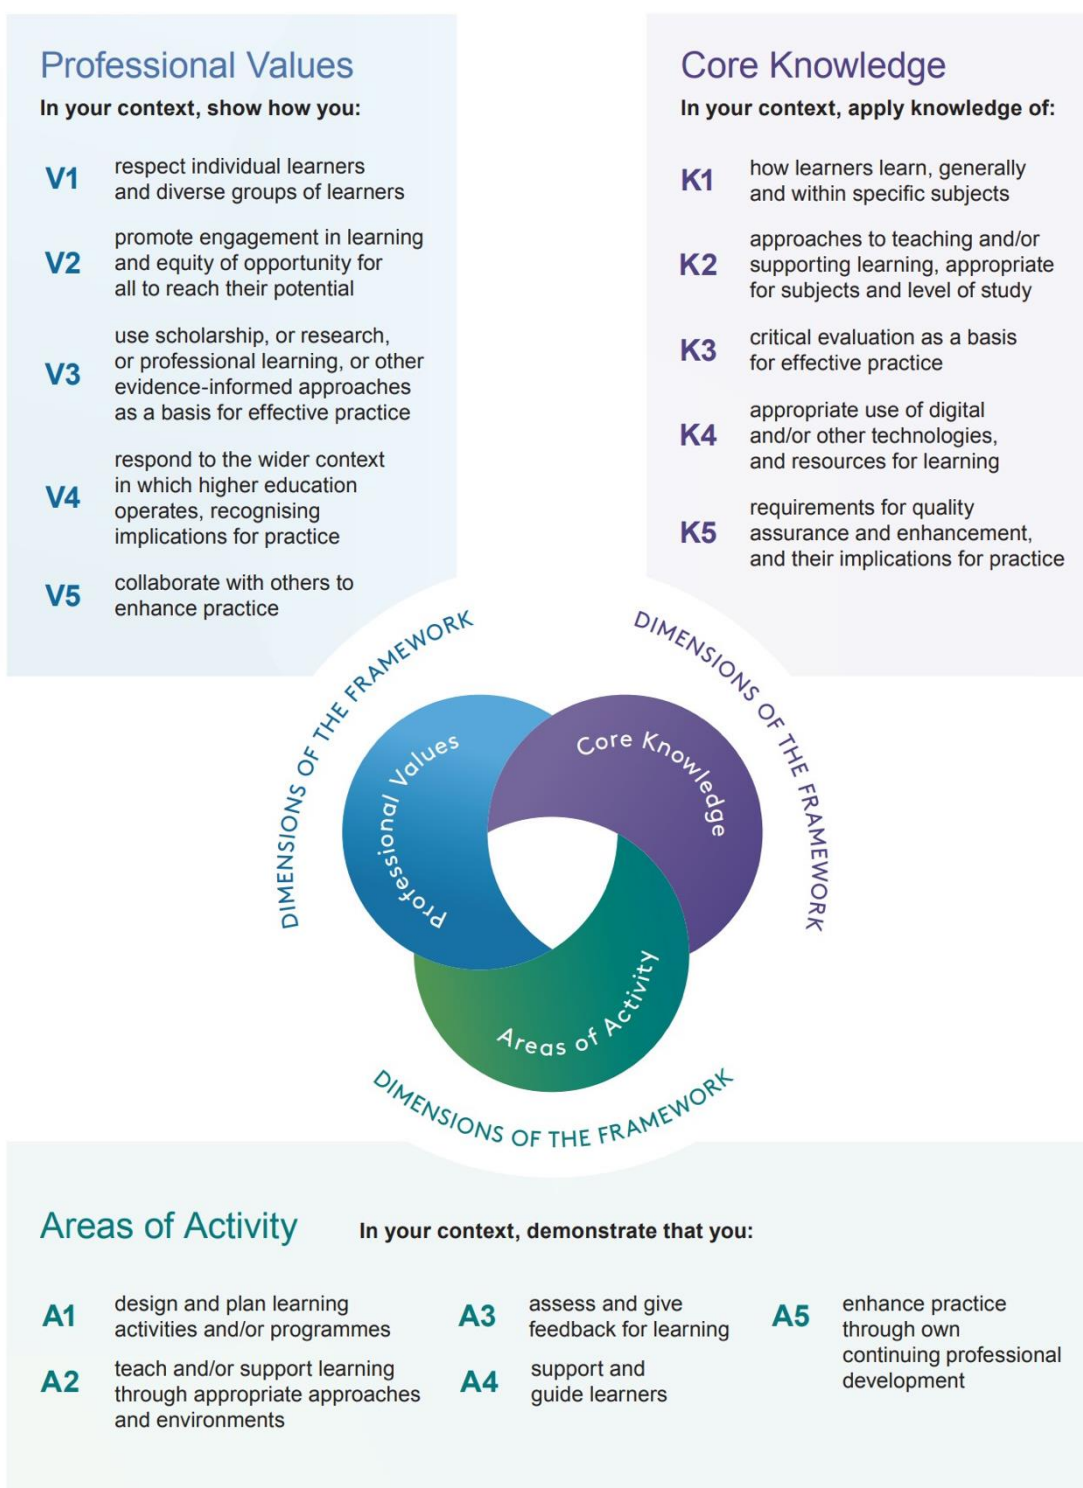 Professional Values
In your context, show how you:
V1 respect individual learners
and diverse groups of learners
V2 promote engagement in learning
and equity of opportunity for
all to reach their potential
V3 use scholarship, or research,
or professional learning, or other
evidence-informed approaches
as a basis for effective practice
V4 respond to the wider context
in which higher education
operates, recognising
implications for practice
V5 collaborate with others to
enhance practice
Core Knowledge
In your context, apply knowledge of:
K1 how learners learn, generally
and within specific subjects
K2 approaches to teaching and/or
supporting learning, appropriate
for subjects and level of study
K3 critical evaluation as a basis
for effective practice
K4 appropriate use of digital
and/or other technologies,
and resources for learning
K5 requirements for quality
assurance and enhancement,
and their implications for practice
DIMENSIONS OF THE FRAMEWORK
DIMENSIONS OF THE FRAMEWORK
Professional Values
Core Knowledge
Areas of Activity
DIMENSIONS OF THE FRAMEWORK
Areas of Activity
In your context, demonstrate that you:
A1 design and plan learning
activities and/or programmes
A2 teach and/or support learning
through appropriate approaches
and environments
A3 assess and give
feedback for learning
A4 support and
guide learners
A5 enhance practice
through own
continuing professional
development